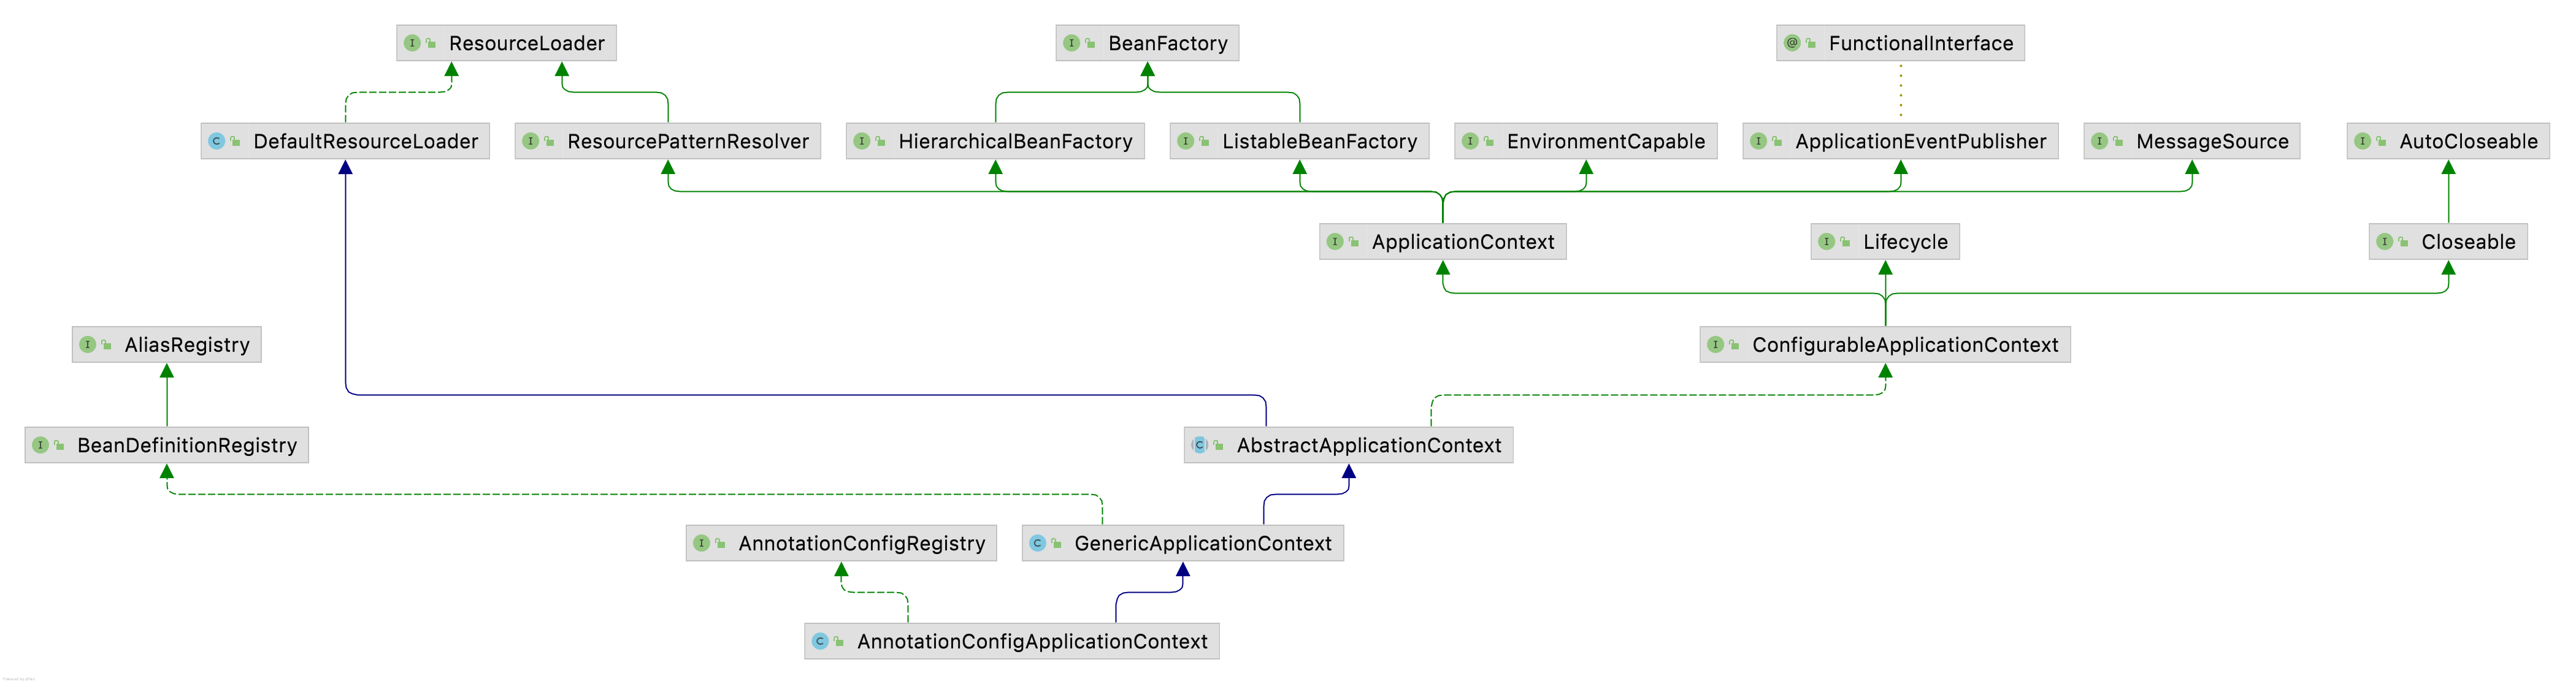 ResourceLoader
BeanFactory
FunctionalInterface
DefaultResourceLoader
ResourcePatternResolver
HierarchicalBeanFactory
ListableBeanFactory
EnvironmentCapable
ApplicationEventPublisher
MessageSource
AutoCloseable
ApplicationContext
Lifecycle
Closeable
AliasRegistry
ConfigurableApplicationContext
BeanDefinitionRegistry
AbstractApplicationContext
AnnotationConfigRegistry
GenericApplicationContext
AnnotationConfigApplicationContext